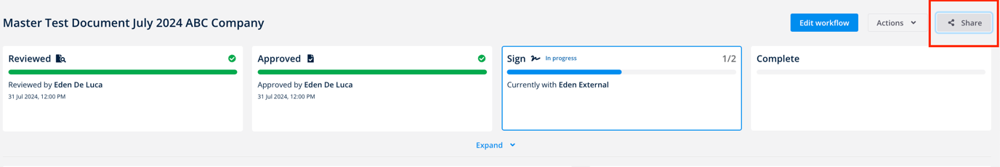 Master Test Document July 2024 ABC Company
Edit workflow
Actions
Share
Reviewed
Reviewed by Eden De Luca
31 Jul 2024, 12:00 PM
Approved
Approved by Eden De Luca
31 Jul 2024, 12:00 PM
Sign In progress 1/2
Currently with Eden External
Complete
Expand